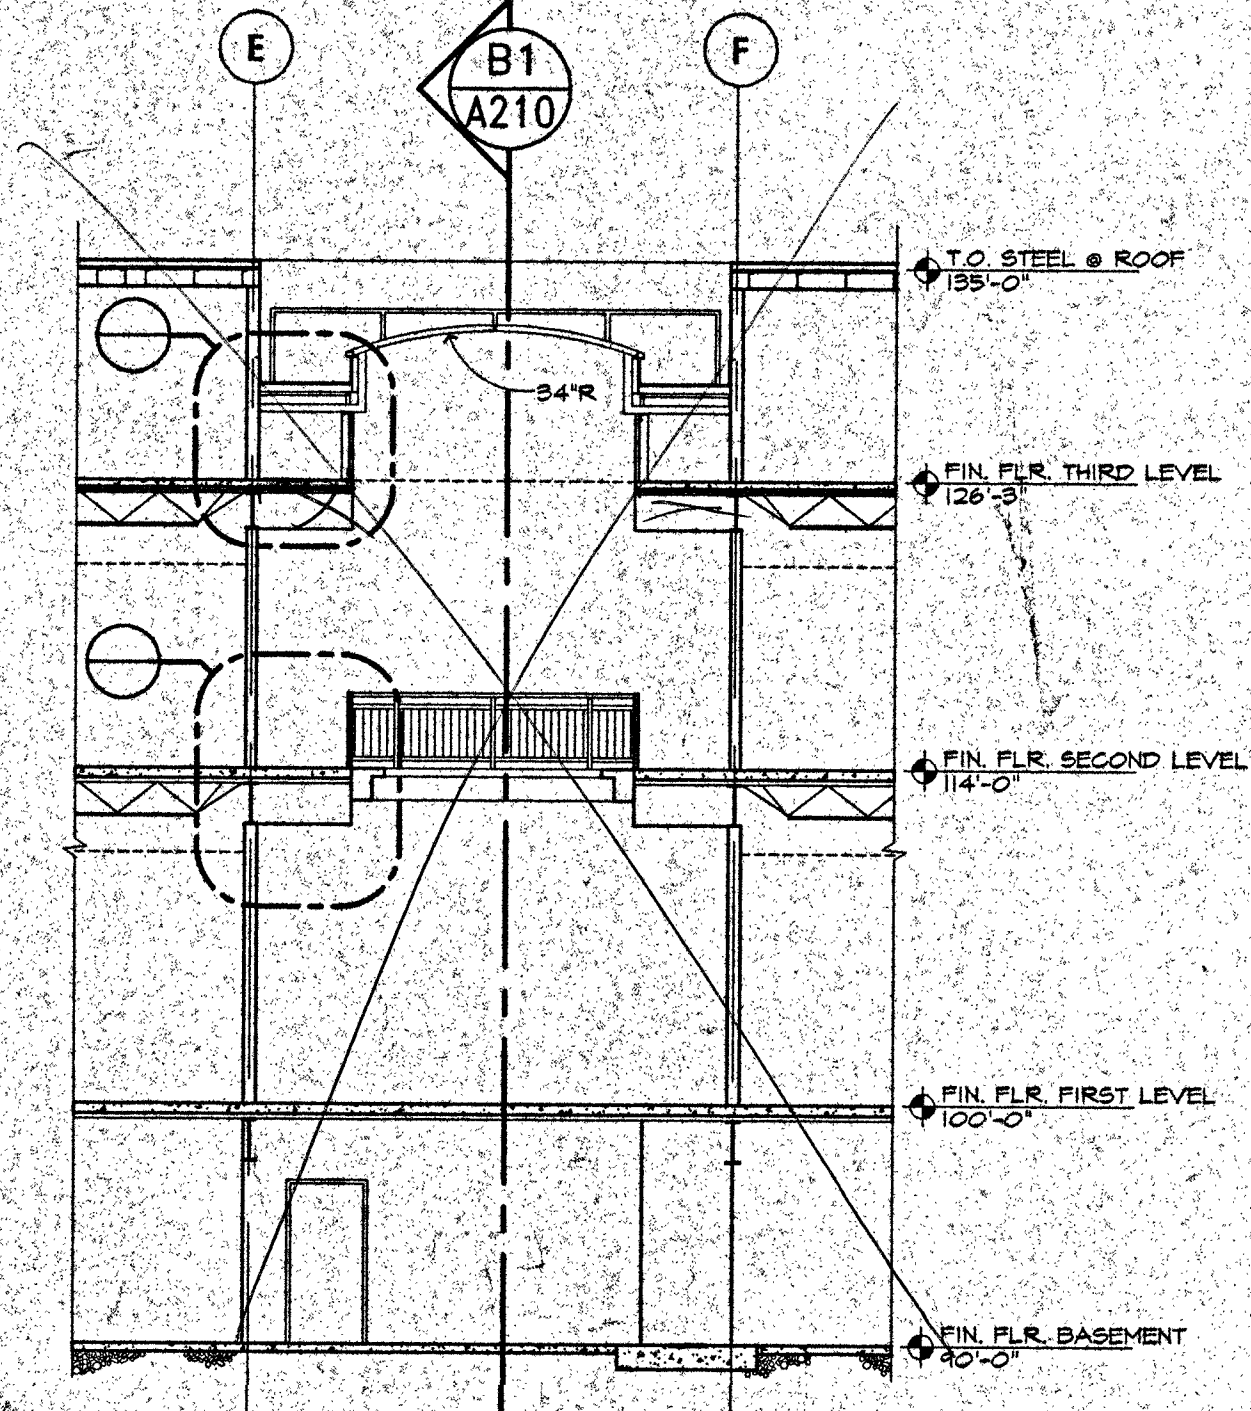 E
B1
A210
F
T.O. STEEL @ ROOF
135'-0"
34"R
FIN. FLR. THIRD LEVEL
126'-3"
FIN. FLR. SECOND LEVEL
114'-0"
FIN. FLR. FIRST LEVEL
100'-0"
FIN. FLR. BASEMENT
90'-0"